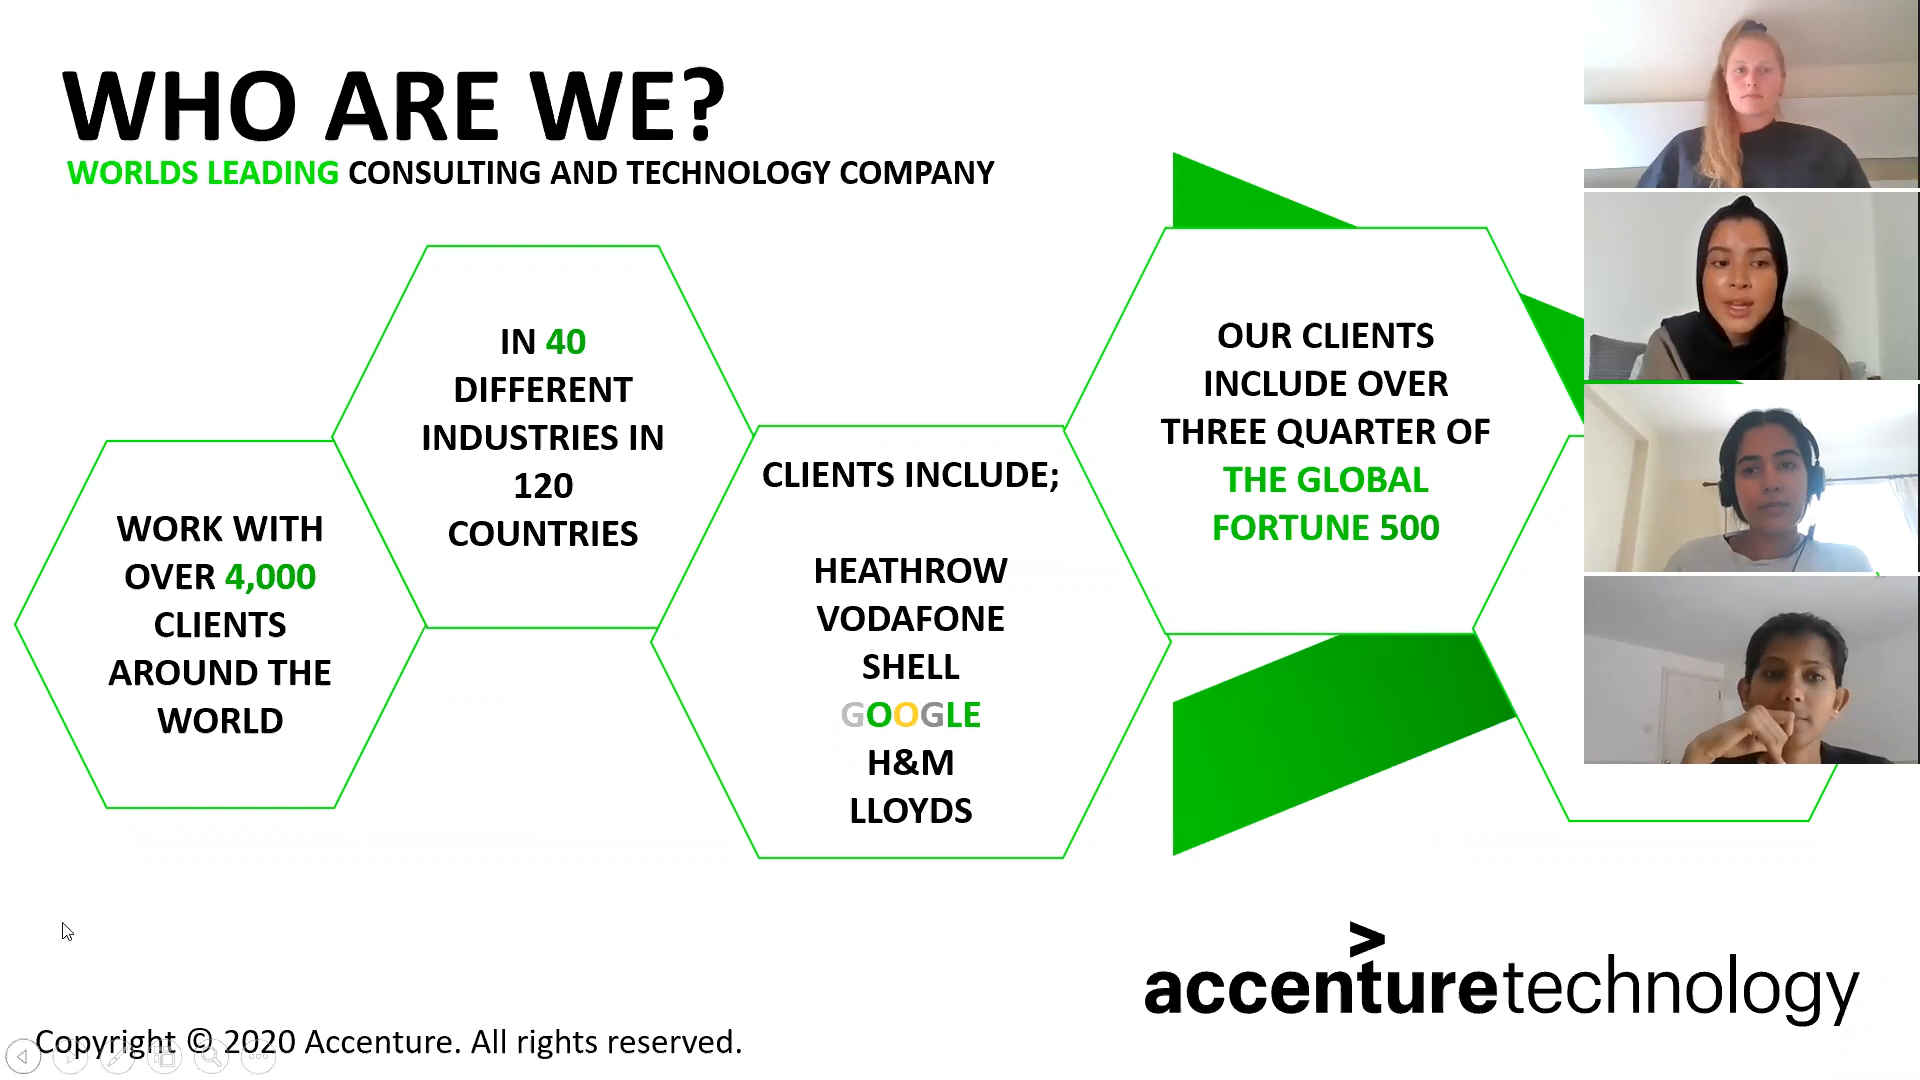 WHO ARE WE?
WORLDS LEADING CONSULTING AND TECHNOLOGY COMPANY
WORK WITH
OVER 4,000
CLIENTS
AROUND THE
WORLD
IN 40
DIFFERENT
INDUSTRIES IN
120
COUNTRIES
CLIENTS INCLUDE;
HEATHROW
VODAFONE
SHELL
GOOGLE
H&M
LLOYDS
OUR CLIENTS
INCLUDE OVER
THREE QUARTER OF
THE GLOBAL
FORTUNE 500
>
accenturetechnology
Copyright © 2020 Accenture. All rights reserved.